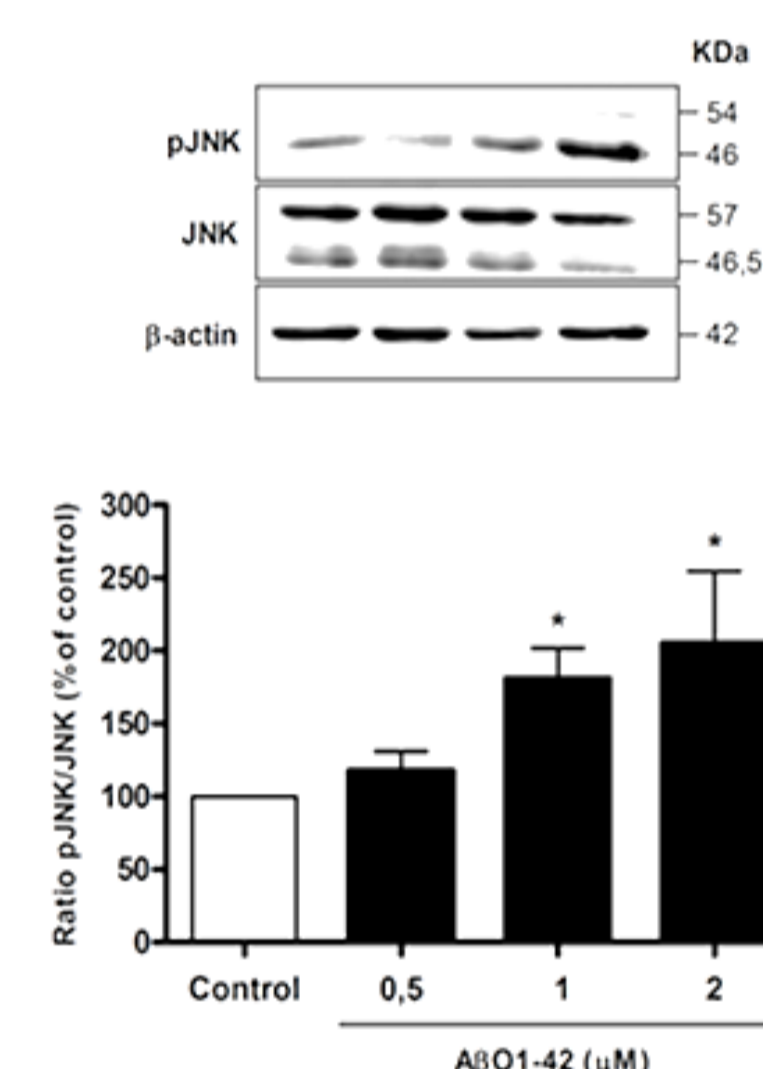 KDa
pJNK
54
46
JNK
57
46,5
β-actin
42
Ratio pJNK/JNK (% of control)
300
*
250
*
200
150
100
50
0
Control 0,5 1 2
AβO1-42 (μM)